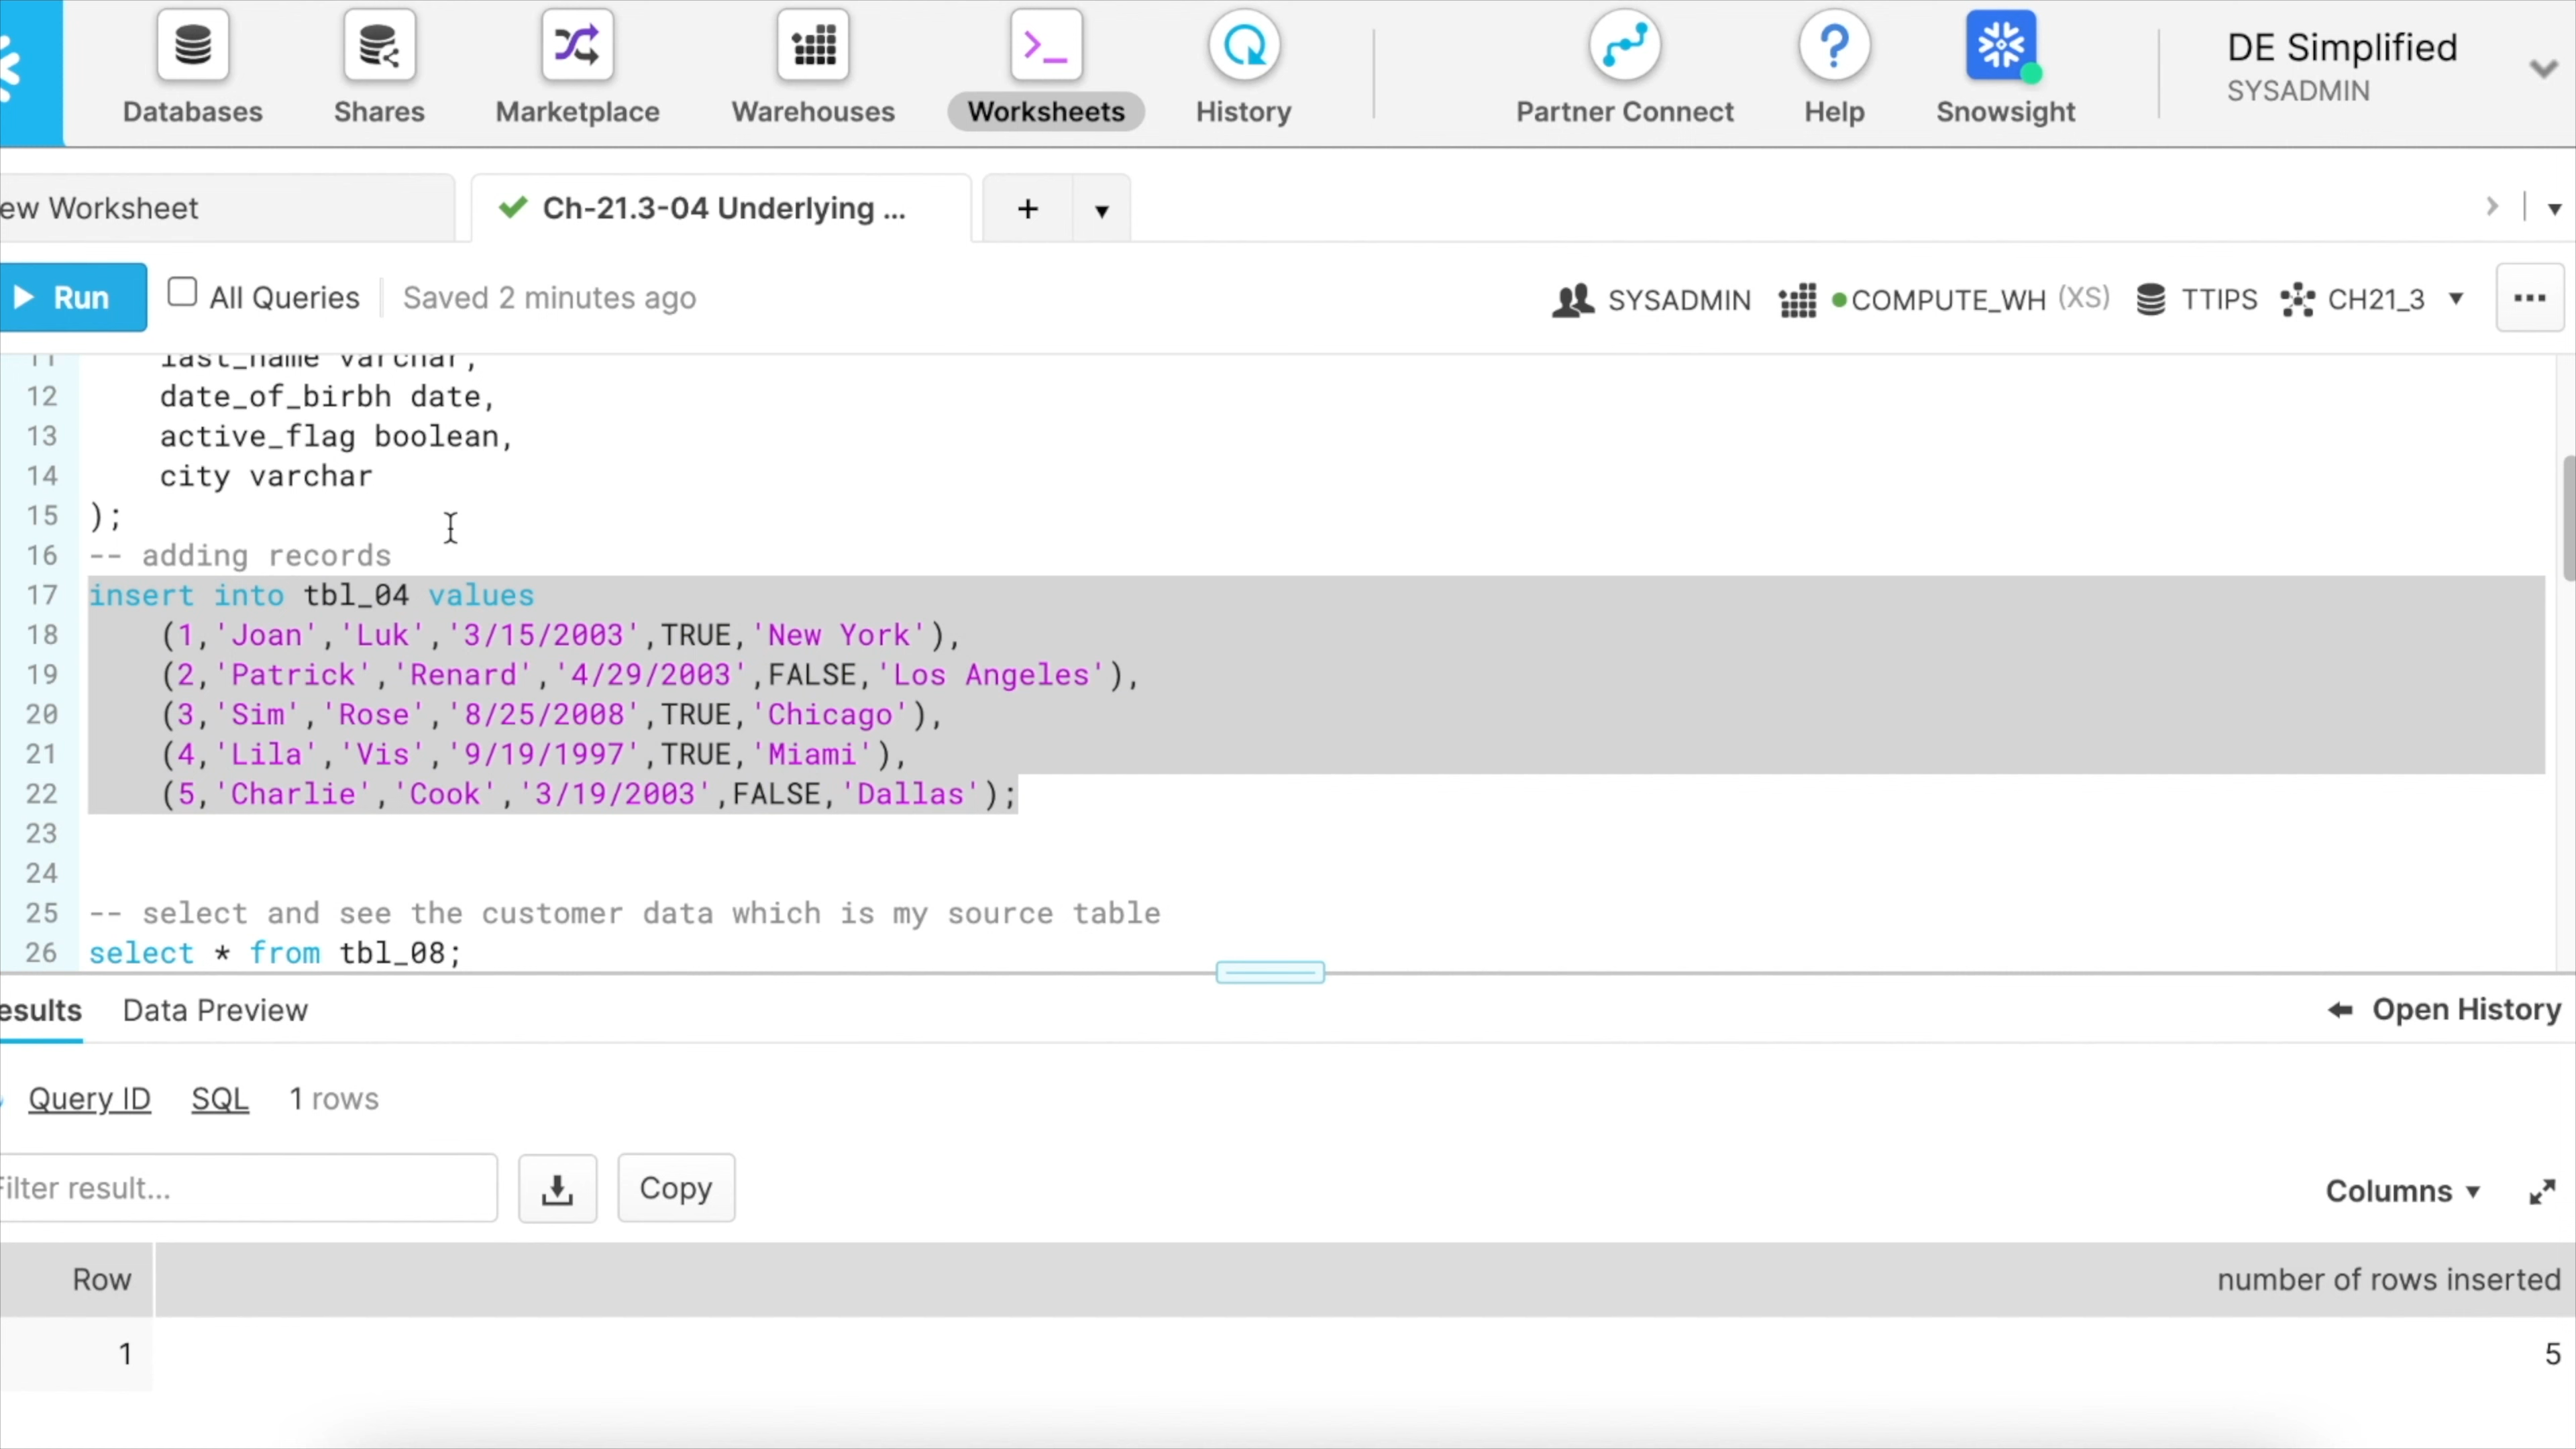 Databases Shares Marketplace Warehouses Worksheets History Partner Connect Help Snowsight
DE Simplified
SYSADMIN
ew Worksheet Ch-21.3-04 Underlying ... +
Run All Queries Saved 2 minutes ago SYSADMIN COMPUTE_WH (XS) TTIPS CH21_3 ...
11 last_name varchar,
12 date_of_birbh date,
13 active_flag boolean,
14 city varchar
15 );
16 -- adding records
17 insert into tbl_04 values
18 (1,'Joan','Luk','3/15/2003',TRUE,'New York'),
19 (2,'Patrick','Renard','4/29/2003',FALSE,'Los Angeles'),
20 (3,'Sim','Rose','8/25/2008',TRUE,'Chicago'),
21 (4,'Lila','Vis','9/19/1997',TRUE,'Miami'),
22 (5,'Charlie','Cook','3/19/2003',FALSE,'Dallas');
23
24
25 -- select and see the customer data which is my source table
26 select * from tbl_08;
esults Data Preview Open History
Query ID SQL 1 rows
Filter result... Copy Columns
Row number of rows inserted
1 5